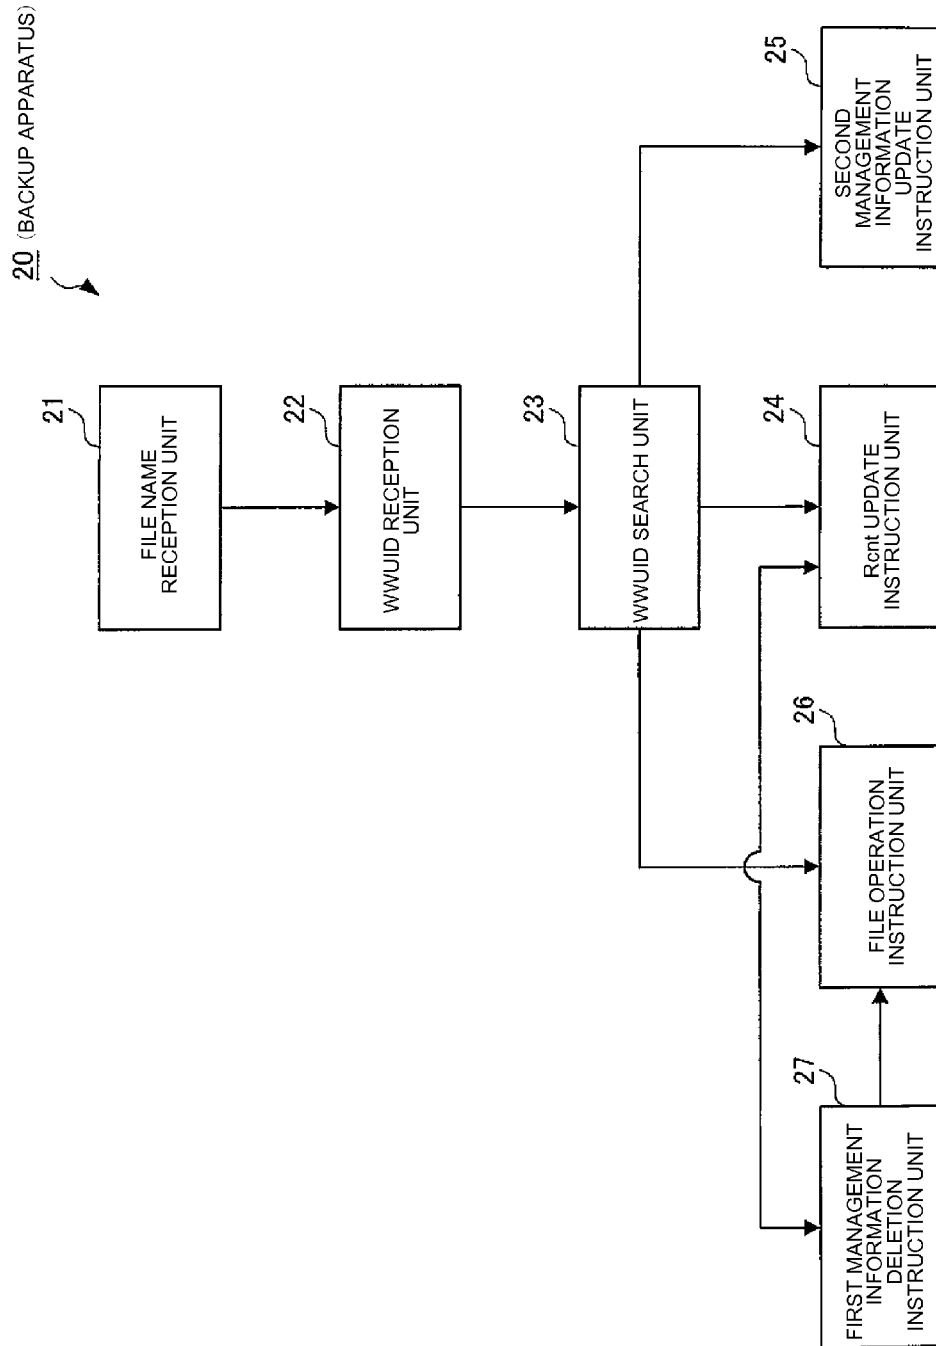 20 (BACKUP APPARATUS)
21
FILE NAME
RECEPTION UNIT
22
WWUID RECEPTION
UNIT
23
WWUID SEARCH UNIT
27
FIRST MANAGEMENT
INFORMATION
DELETION
INSTRUCTION UNIT
26
FILE OPERATION
INSTRUCTION UNIT
24
Rcnt UPDATE
INSTRUCTION UNIT
25
SECOND
MANAGEMENT
INFORMATION
UPDATE
INSTRUCTION UNIT